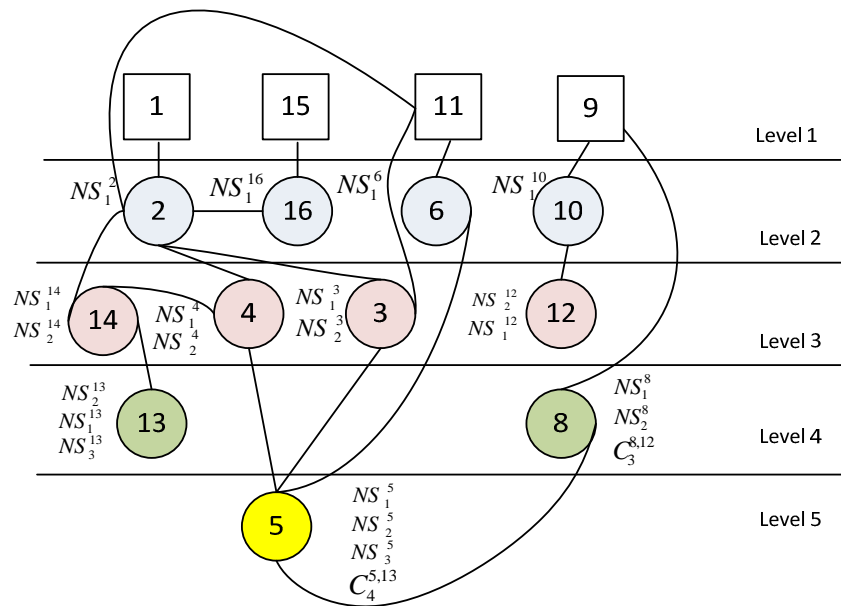 1 15 11 9
Level 1
NS_1^2 NS_1^16 NS_1^6 NS_1^10
2 16 6 10
Level 2
NS_1^14 NS_1^4 NS_1^3 NS_2^12
NS_2^14 NS_2^4 NS_2^3 NS_1^12
14 4 3 12
Level 3
NS_2^13 NS_1^8
NS_1^13 NS_2^8
NS_3^13 C_3^8,12
13 8
Level 4
NS_1^5
NS_2^5
NS_3^5
C_4^5,13
5
Level 5